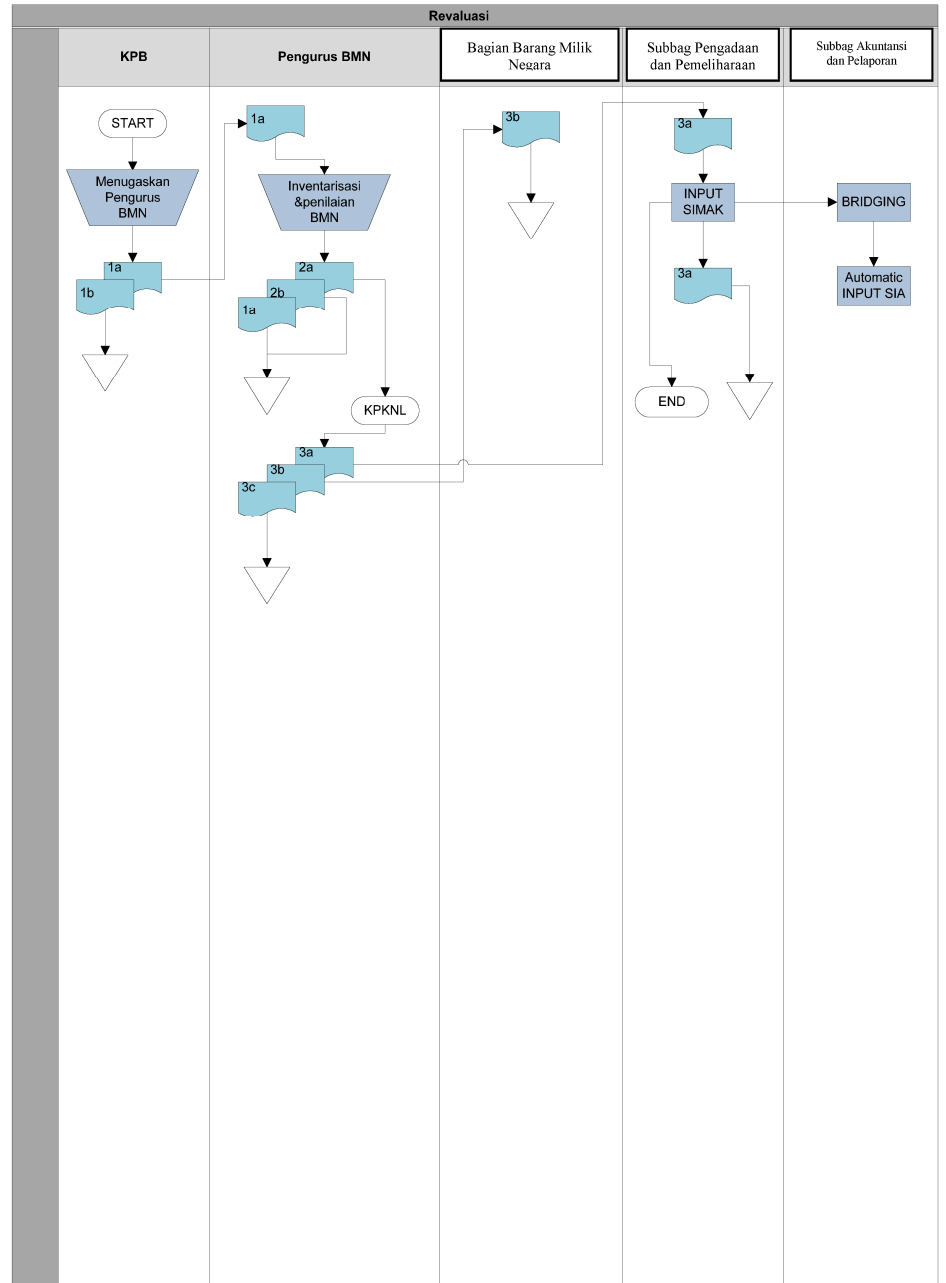 Revaluasi
KPB
Pengurus BMN
Bagian Barang Milik
Negara
Subbag Pengadaan
dan Pemeliharaan
Subbag Akuntansi
dan Pelaporan
START
Menugaskan
Pengurus
BMN
1a
1b
1a
Inventarisasi
&penilaian
BMN
2a
2b
1a
KPKNL
3a
3b
3c
3b
3a
INPUT
SIMAK
3a
END
BRIDGING
Automatic
INPUT SIA